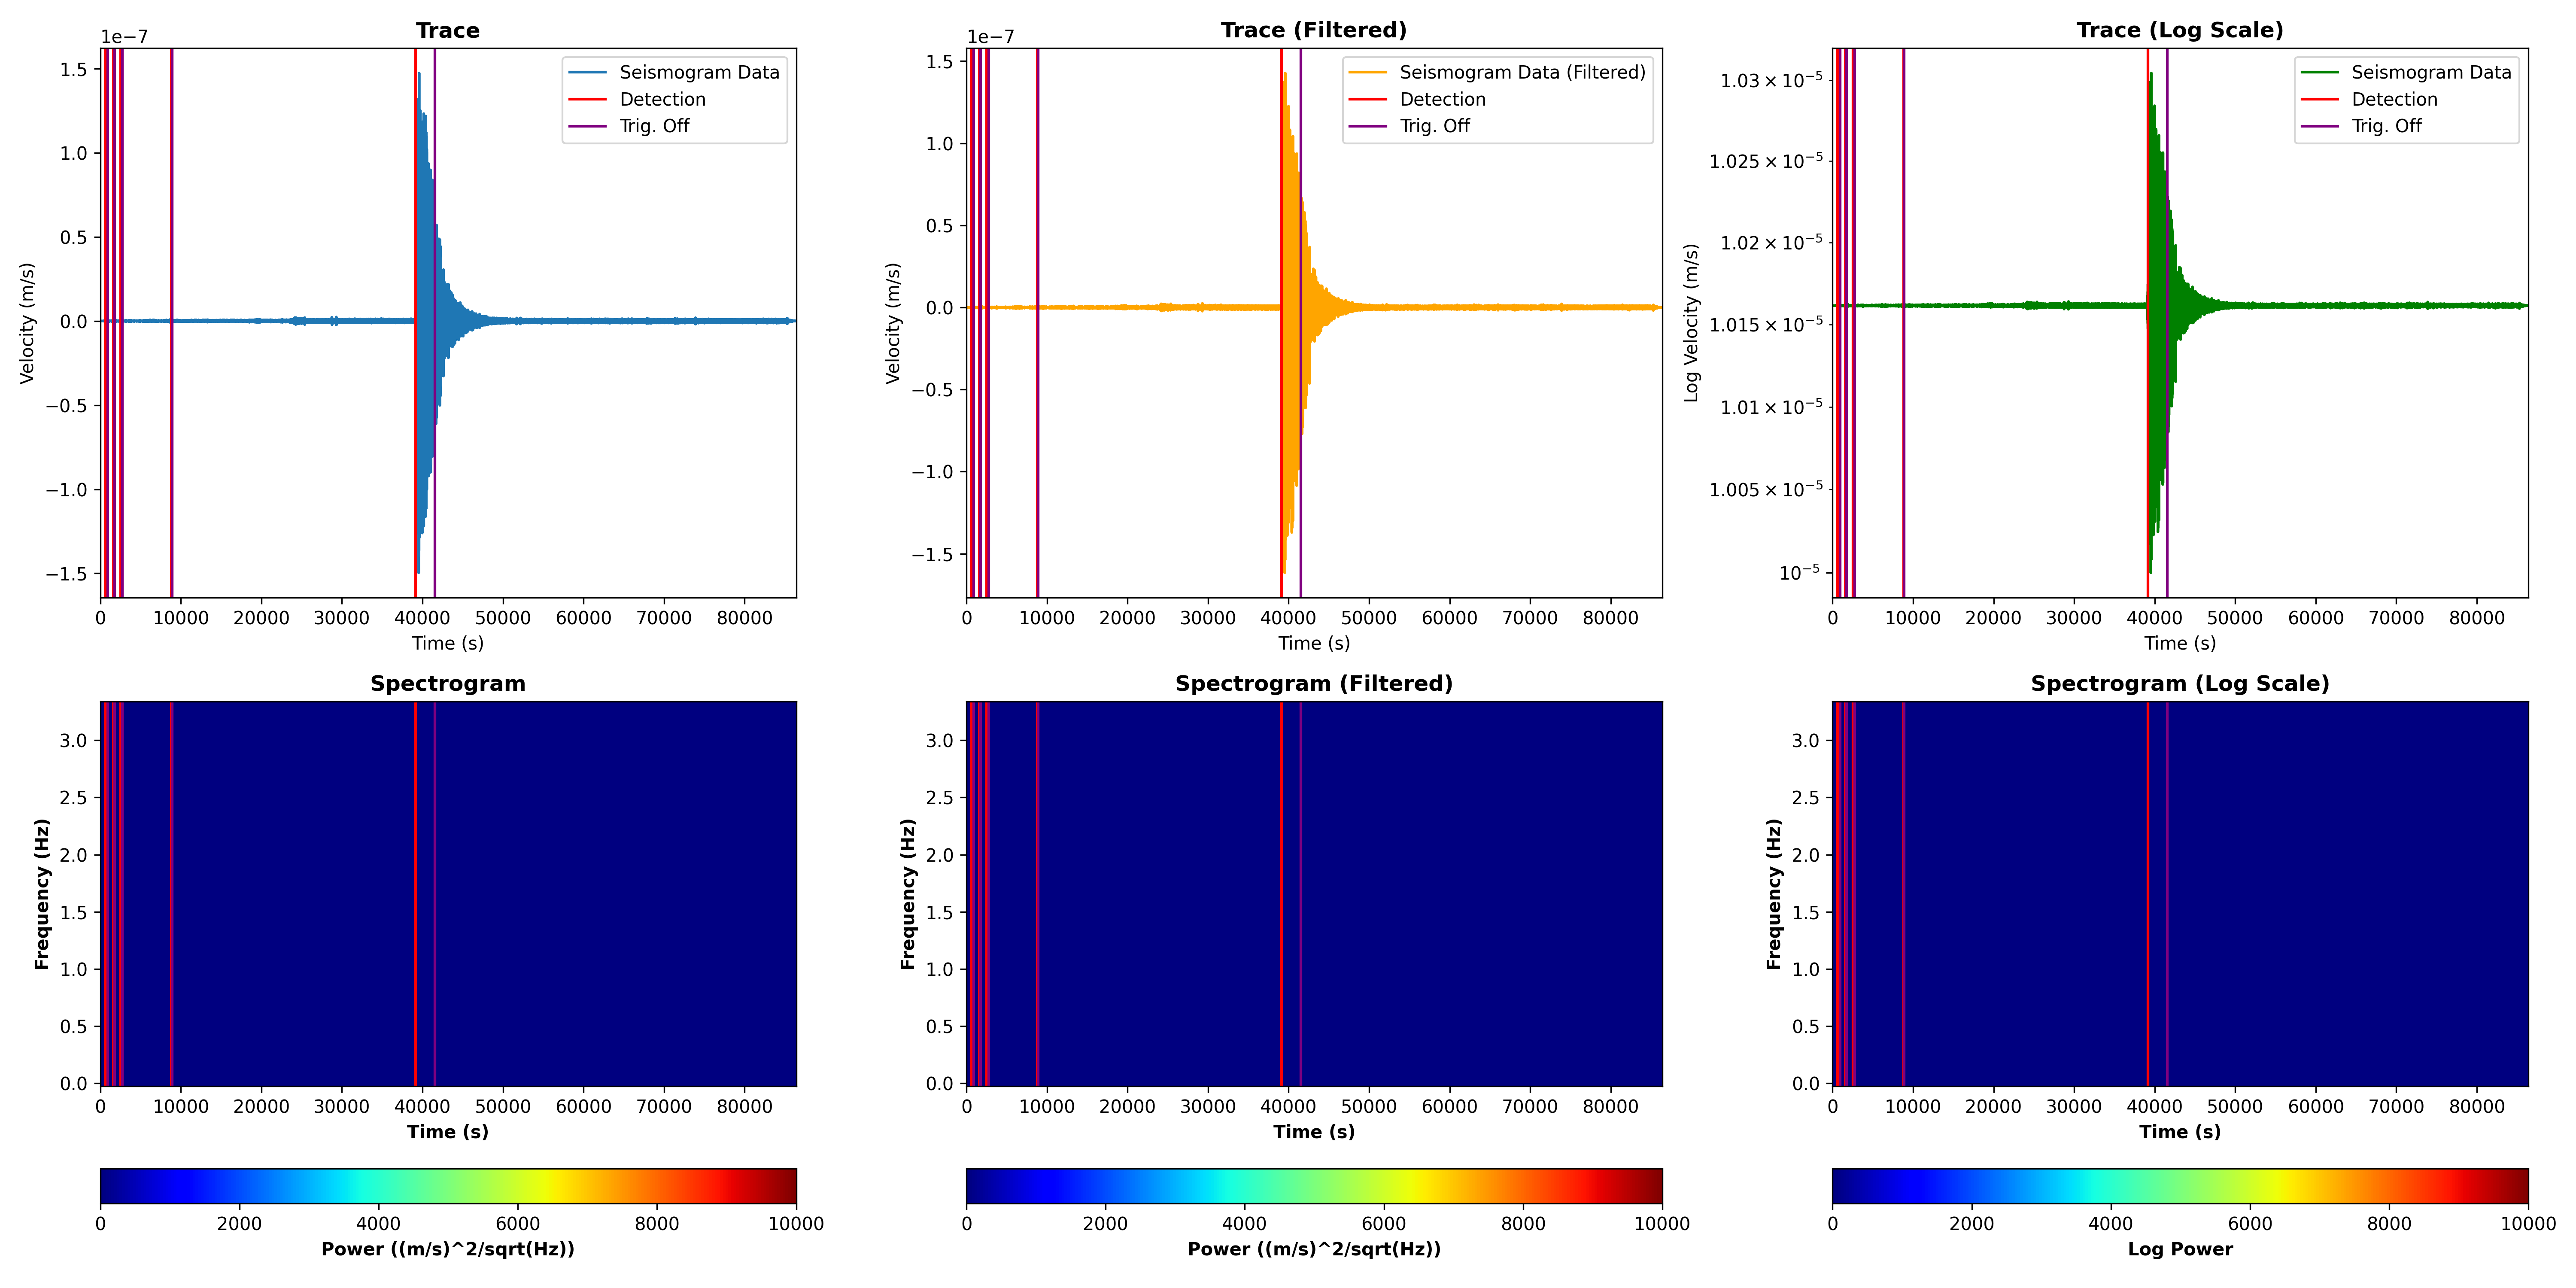 Trace
1e−7
Seismogram Data
Detection
Trig. Off
1.5
1.0
0.5
0.0
−0.5
−1.0
−1.5
Velocity (m/s)
0 10000 20000 30000 40000 50000 60000 70000 80000
Time (s)
Trace (Filtered)
1e−7
Seismogram Data (Filtered)
Detection
Trig. Off
1.5
1.0
0.5
0.0
−0.5
−1.0
−1.5
Velocity (m/s)
0 10000 20000 30000 40000 50000 60000 70000 80000
Time (s)
Trace (Log Scale)
Seismogram Data
Detection
Trig. Off
1.03 × 10⁻⁵
1.025 × 10⁻⁵
1.02 × 10⁻⁵
1.015 × 10⁻⁵
1.01 × 10⁻⁵
1.005 × 10⁻⁵
10⁻⁵
Log Velocity (m/s)
0 10000 20000 30000 40000 50000 60000 70000 80000
Time (s)
Spectrogram
3.0
2.5
2.0
1.5
1.0
0.5
0.0
Frequency (Hz)
0 10000 20000 30000 40000 50000 60000 70000 80000
Time (s)
0 2000 4000 6000 8000 10000
Power ((m/s)^2/sqrt(Hz))
Spectrogram (Filtered)
3.0
2.5
2.0
1.5
1.0
0.5
0.0
Frequency (Hz)
0 10000 20000 30000 40000 50000 60000 70000 80000
Time (s)
0 2000 4000 6000 8000 10000
Power ((m/s)^2/sqrt(Hz))
Spectrogram (Log Scale)
3.0
2.5
2.0
1.5
1.0
0.5
0.0
Frequency (Hz)
0 10000 20000 30000 40000 50000 60000 70000 80000
Time (s)
0 2000 4000 6000 8000 10000
Log Power